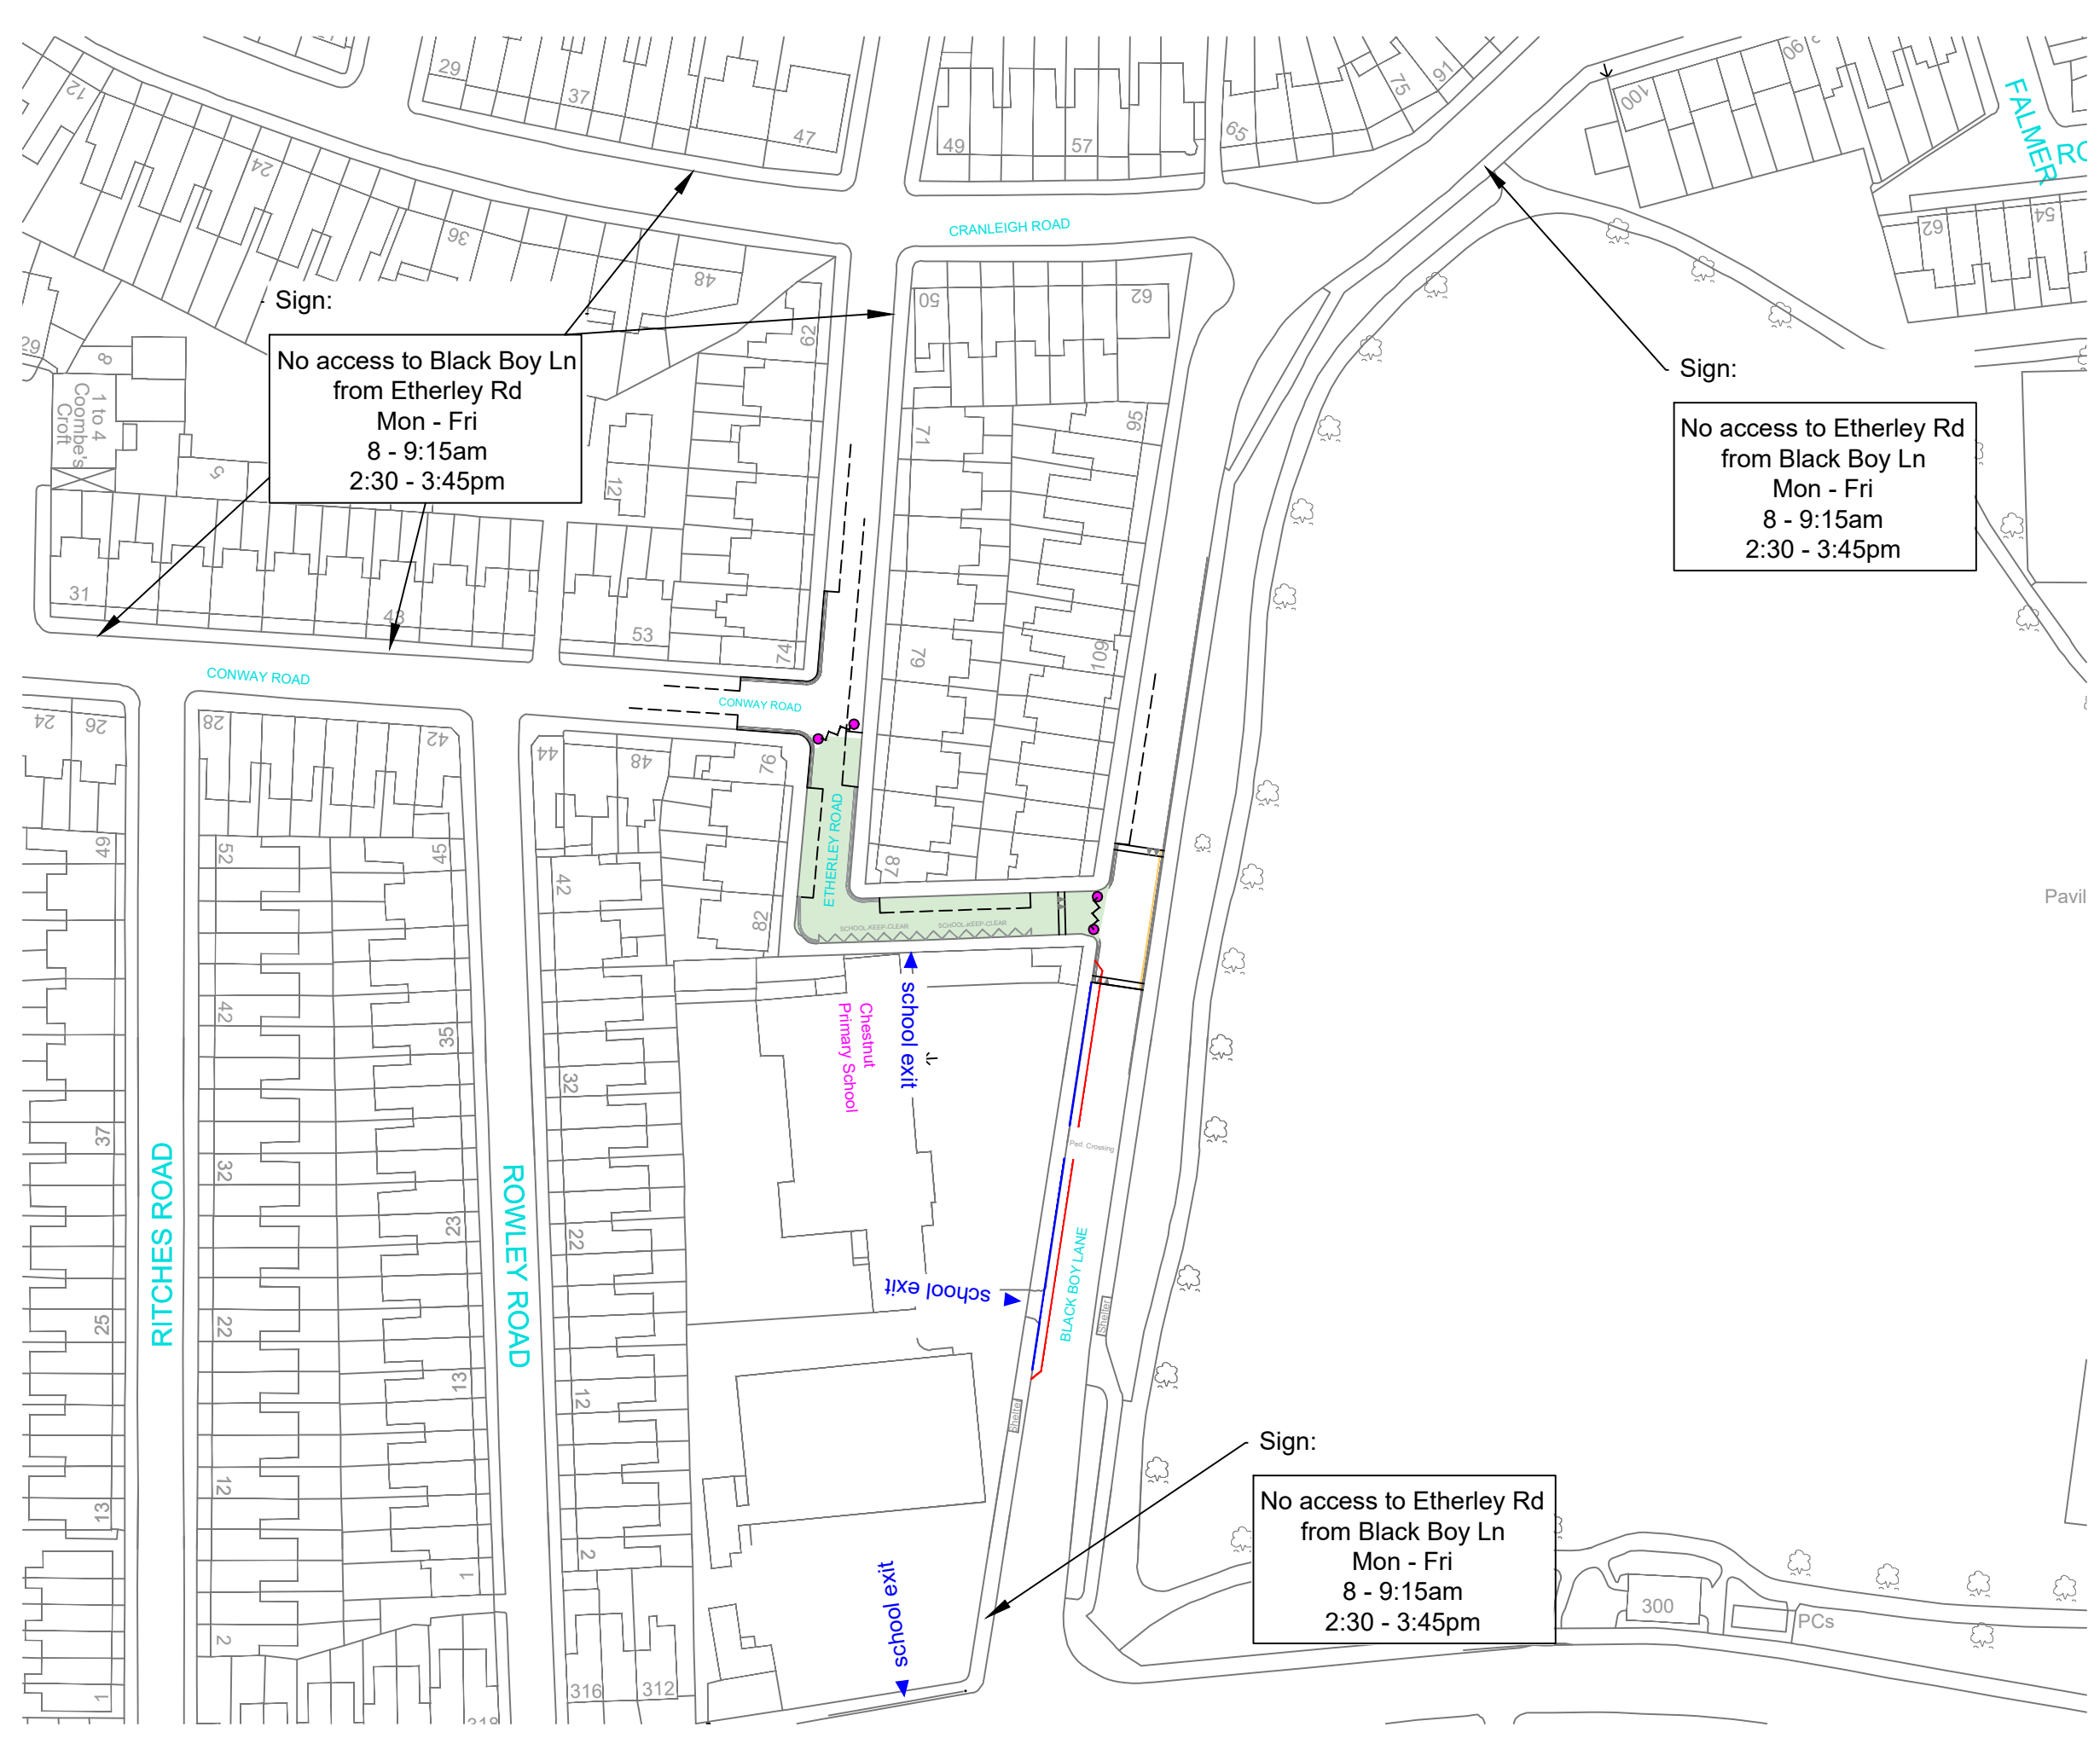 29
37
47
49
57
65
75
91
100
90
FALMER
RO
12
24
36
48
CRANLEIGH ROAD
50
62
62
54
62
Sign:
No access to Black Boy Ln
from Etherley Rd
Mon - Fri
8 - 9:15am
2:30 - 3:45pm
Sign:
No access to Etherley Rd
from Black Boy Ln
Mon - Fri
8 - 9:15am
2:30 - 3:45pm
8
1 to 4
Coombe's
Croft
5
12
71
95
31
43
53
74
79
109
CONWAY ROAD
CONWAY ROAD
24
26
28
42
44
48
76
87
ETHERLEY ROAD
82
SCHOOL-KEEP-CLEAR
SCHOOL-KEEP-CLEAR
Pavil
49
52
45
42
42
35
32
37
32
23
22
25
22
13
12
13
12
2
1
2
1
316
312
318
RITCHES ROAD
ROWLEY ROAD
Chestnut
Primary School
school exit
Ped. Crossing
school exit
BLACK BOY LANE
Shelter
Shelter
school exit
Sign:
No access to Etherley Rd
from Black Boy Ln
Mon - Fri
8 - 9:15am
2:30 - 3:45pm
300
PCs